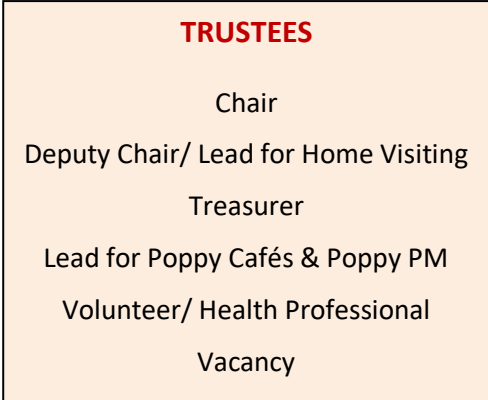 TRUSTEES
Chair
Deputy Chair/ Lead for Home Visiting
Treasurer
Lead for Poppy Cafés & Poppy PM
Volunteer/ Health Professional
Vacancy